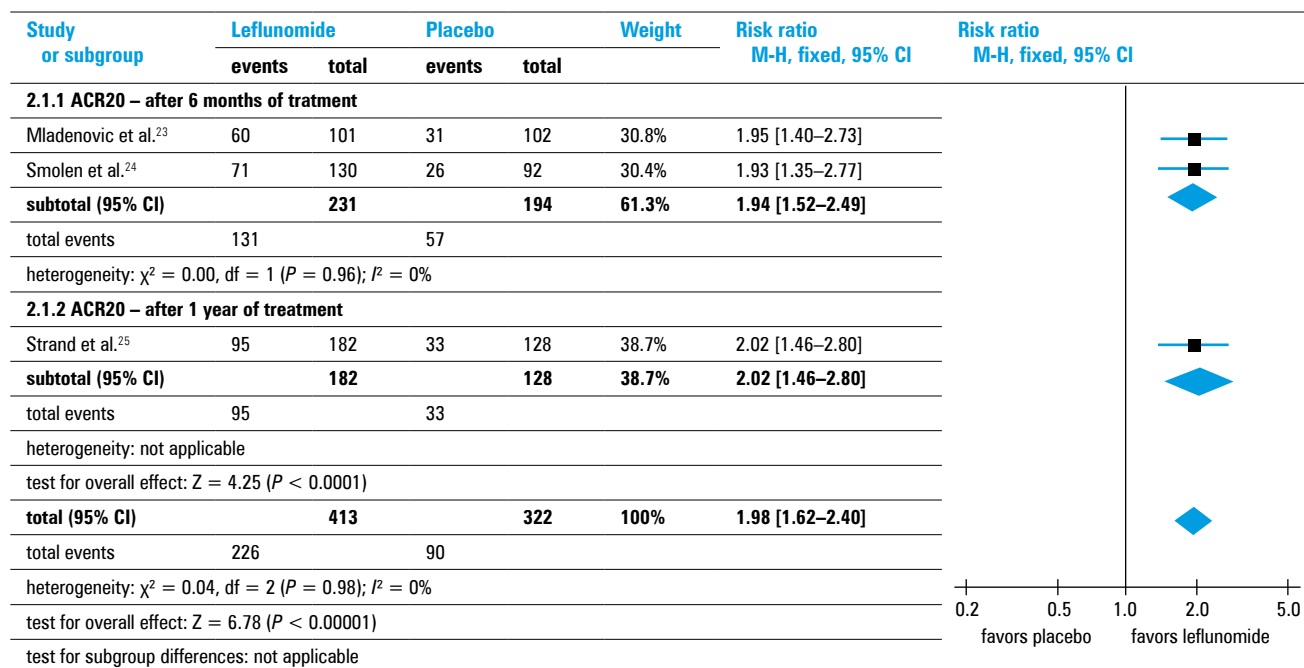 Study or subgroup Leflunomide Placebo Weight Risk ratio M-H, fixed, 95% CI Risk ratio M-H, fixed, 95% CI
events total events total
2.1.1 ACR20 – after 6 months of tratment
Mladenovic et al.²³ 60 101 31 102 30.8% 1.95 [1.40–2.73]
Smolen et al.²⁴ 71 130 26 92 30.4% 1.93 [1.35–2.77]
subtotal (95% CI) 231 194 61.3% 1.94 [1.52–2.49]
total events 131 57
heterogeneity: χ² = 0.00, df = 1 (P = 0.96); I² = 0%
2.1.2 ACR20 – after 1 year of treatment
Strand et al.²⁵ 95 182 33 128 38.7% 2.02 [1.46–2.80]
subtotal (95% CI) 182 128 38.7% 2.02 [1.46–2.80]
total events 95 33
heterogeneity: not applicable
test for overall effect: Z = 4.25 (P < 0.0001)
total (95% CI) 413 322 100% 1.98 [1.62–2.40]
total events 226 90
heterogeneity: χ² = 0.04, df = 2 (P = 0.98); I² = 0%
test for overall effect: Z = 6.78 (P < 0.00001)
test for subgroup differences: not applicable
0.2 0.5 1.0 2.0 5.0
favors placebo favors leflunomide